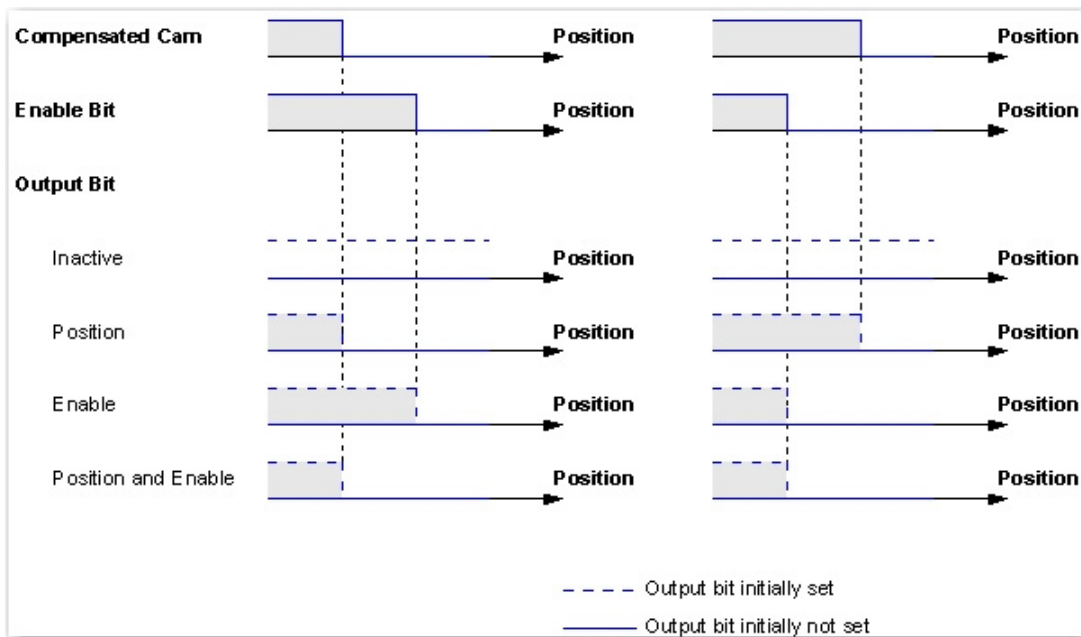 Compensated Cam Position Position
Enable Bit Position Position
Output Bit
Inactive Position Position
Position Position Position
Enable Position Position
Position and Enable Position Position
Output bit initially set
Output bit initially not set